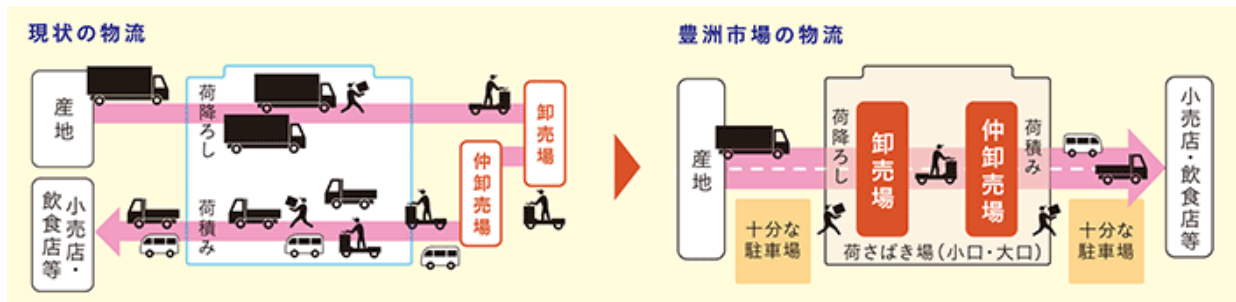 現状の物流
産地
荷降ろし
卸売場
仲卸売場
荷積み
小売店・
飲食店等
豊洲市場の物流
産地
荷降ろし
卸売場
仲卸売場
荷積み
小売店・飲食店等
十分な
駐車場
荷さばき場(小口・大口)
十分な
駐車場